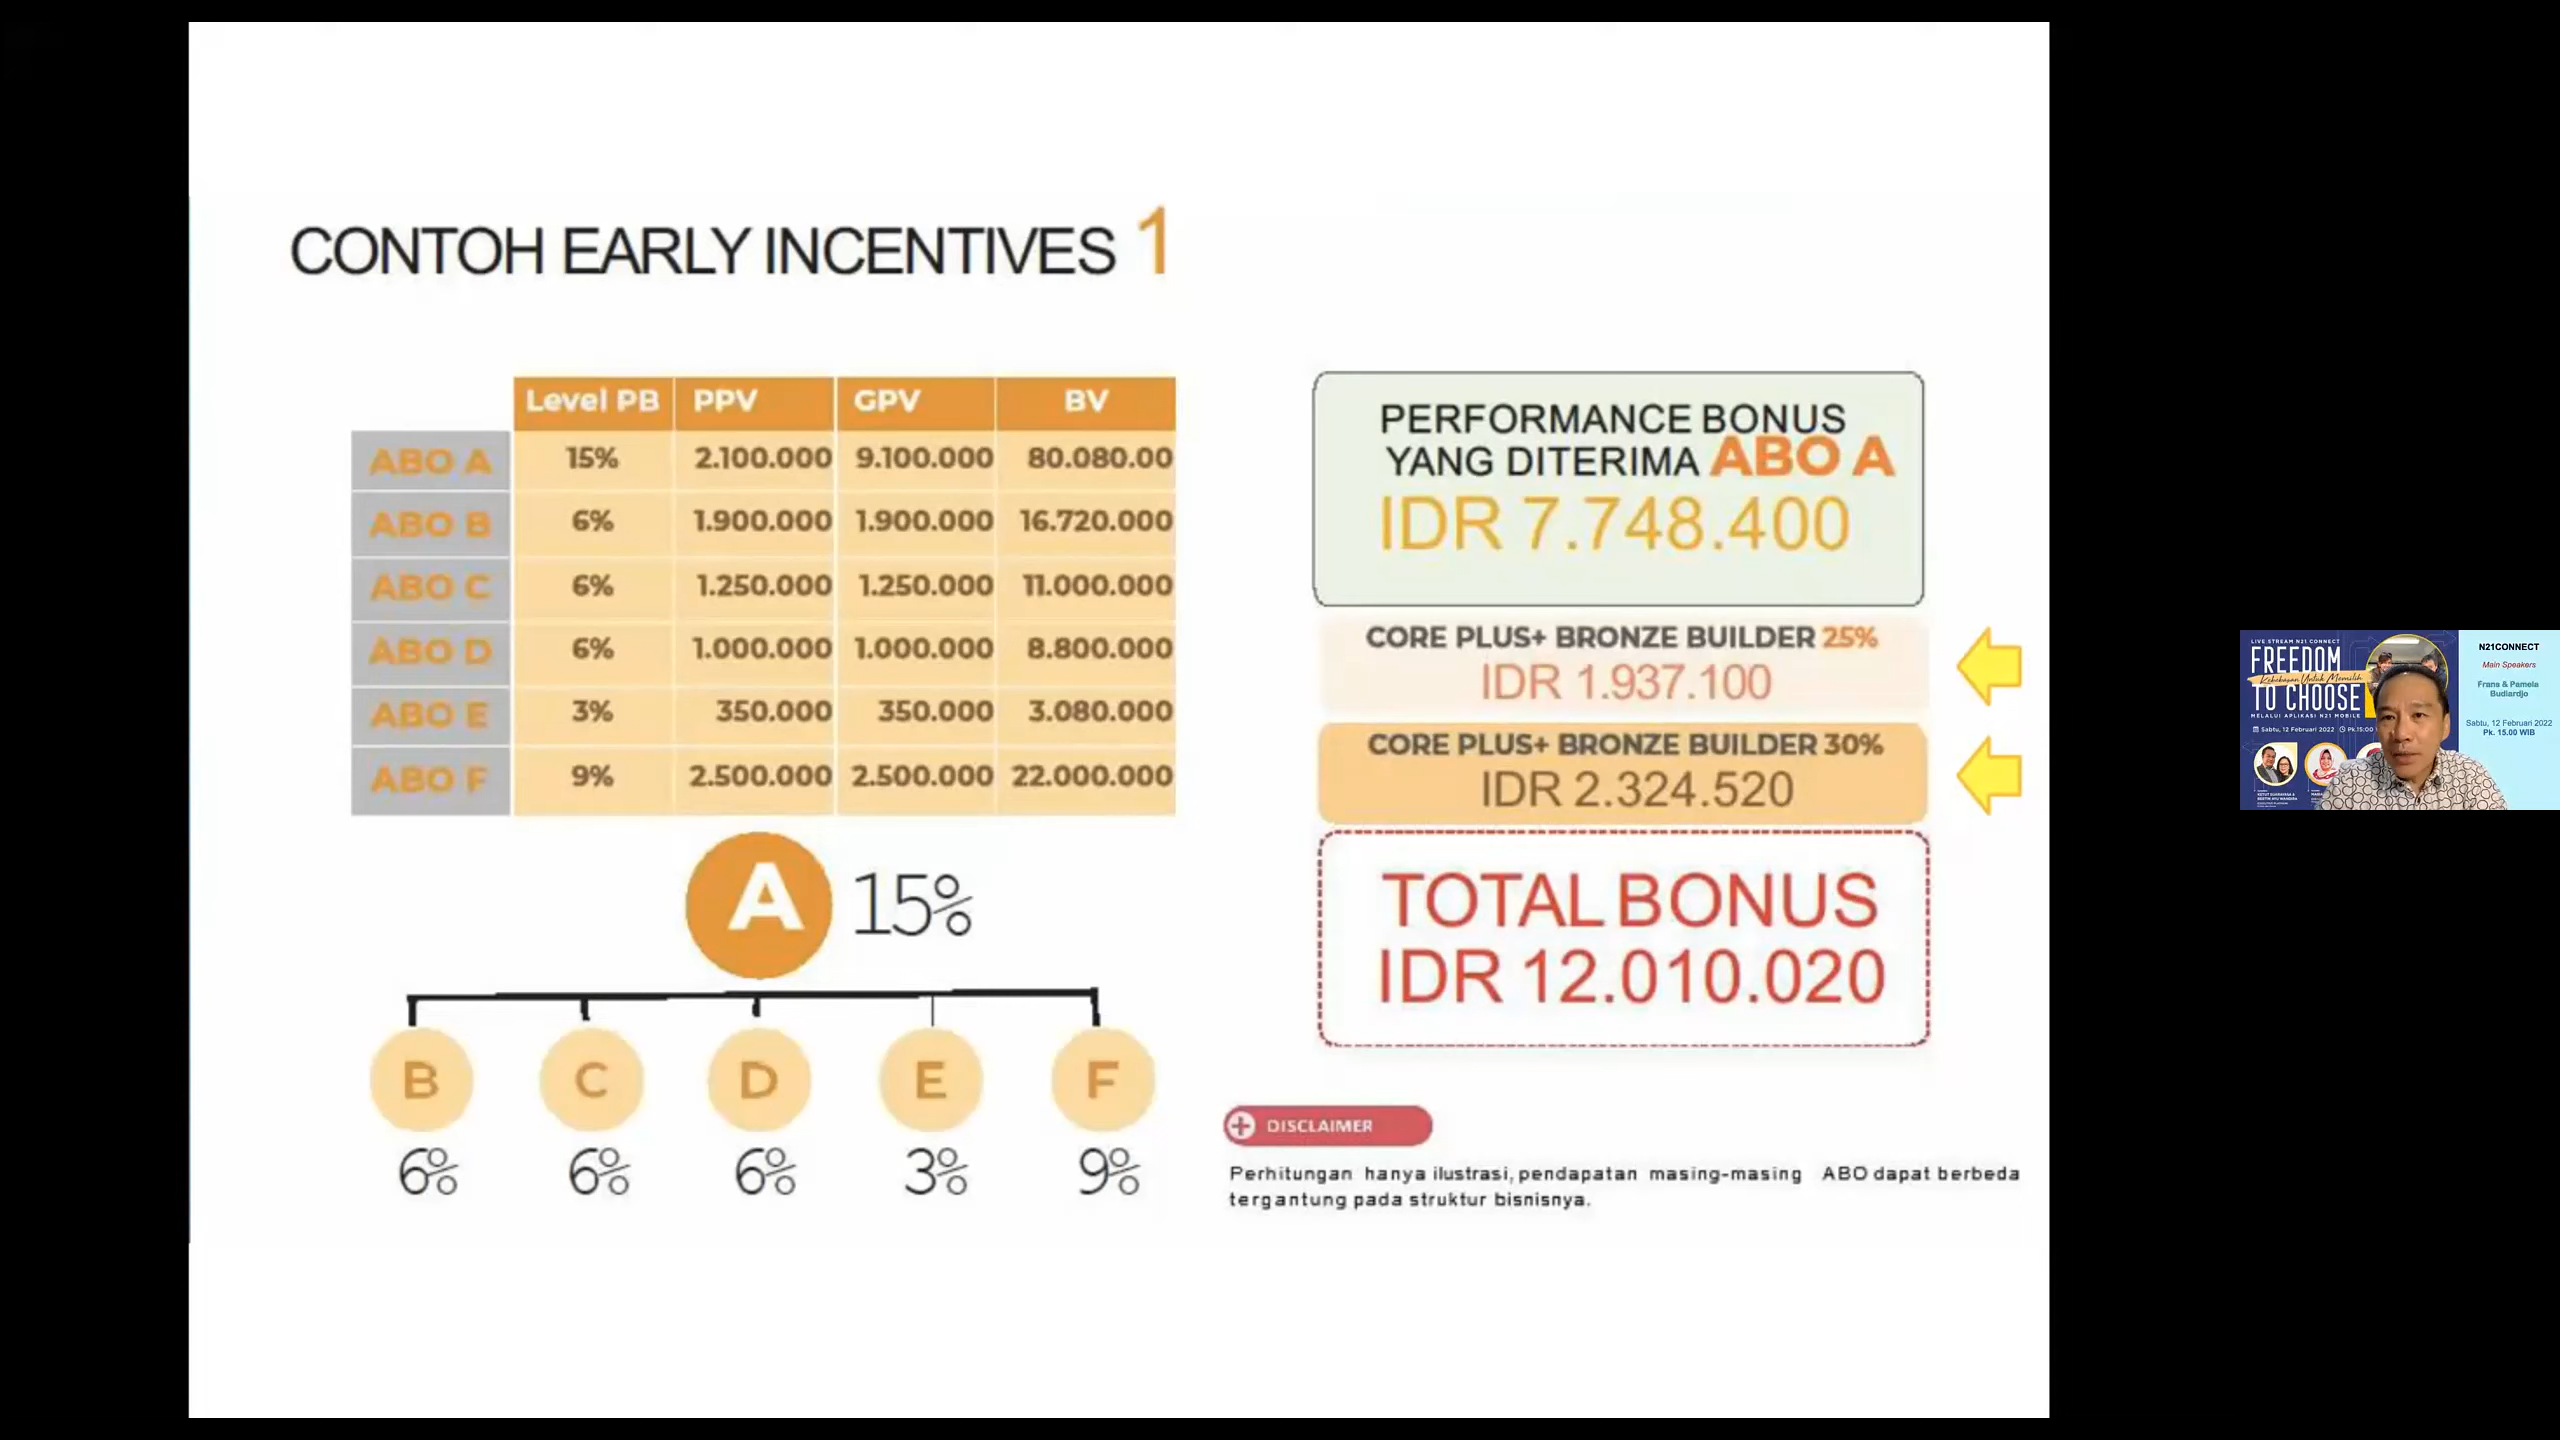 CONTOH EARLY INCENTIVES 1
Level PB PPV GPV BV
ABO A 15% 2.100.000 9.100.000 80.080.00
ABO B 6% 1.900.000 1.900.000 16.720.000
ABO C 6% 1.250.000 1.250.000 11.000.000
ABO D 6% 1.000.000 1.000.000 8.800.000
ABO E 3% 350.000 350.000 3.080.000
ABO F 9% 2.500.000 2.500.000 22.000.000
A 15%
B C D E F
6% 6% 6% 3% 9%
PERFORMANCE BONUS
YANG DITERIMA ABO A
IDR 7.748.400
CORE PLUS+ BRONZE BUILDER 25%
IDR 1.937.100
CORE PLUS+ BRONZE BUILDER 30%
IDR 2.324.520
TOTAL BONUS
IDR 12.010.020
DISCLAIMER
Perhitungan hanya ilustrasi, pendapatan masing-masing ABO dapat berbeda
tergantung pada struktur bisnisnya.
LIVE STREAM N21 CONNECT
FREEDOM
Kebebasan Untuk Memilih
TO CHOOSE
MELALUI APLIKASI N21 MOBILE
Sabtu, 12 Februari 2022 Pk.15:00
N21CONNECT
Main Speakers
Frans & Pamela
Budiardjo
Sabtu, 12 Februari 2022
Pk. 15.00 WIB